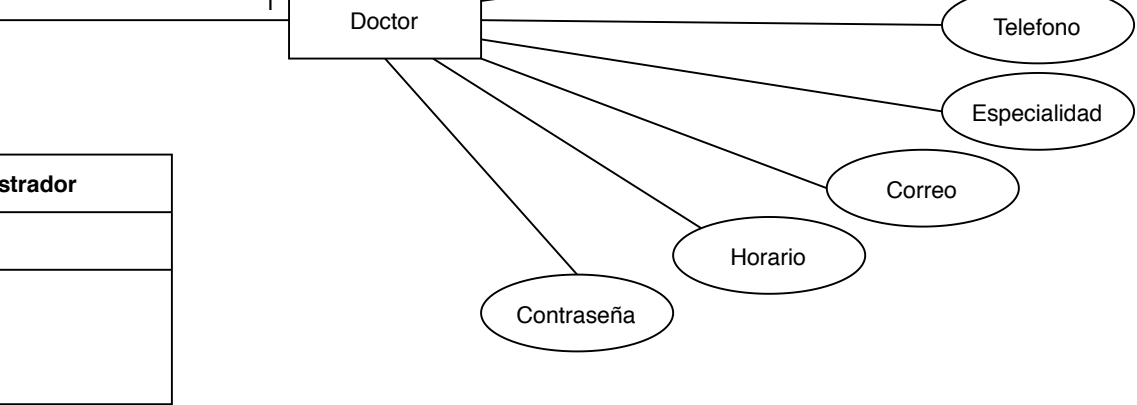 Doctor
Telefono
Especialidad
strador
Correo
Horario
Contraseña